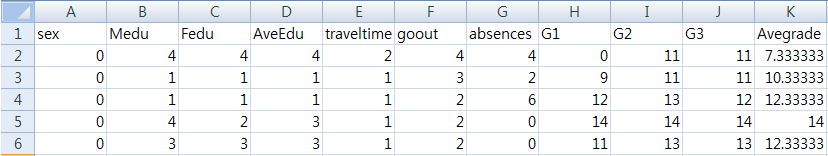 A B C D E F G H I J K
1 sex Medu Fedu AveEdu traveltime goout absences G1 G2 G3 Avegrade
2 0 4 4 4 2 4 4 0 11 11 7.333333
3 0 1 1 1 1 3 2 9 11 11 10.33333
4 0 1 1 1 1 2 6 12 13 12 12.33333
5 0 4 2 3 1 2 0 14 14 14 14
6 0 3 3 3 1 2 0 11 13 13 12.33333